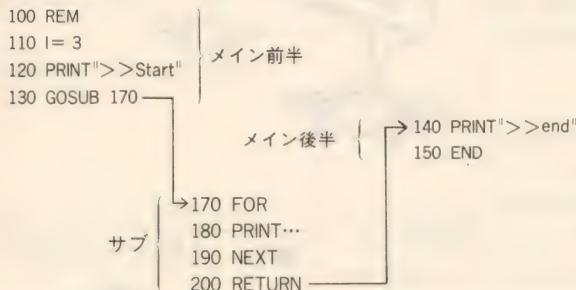 100 REM
110 I= 3
120 PRINT">>Start"
130 GOSUB 170
メイン前半
メイン後半
140 PRINT">>end"
150 END
サブ
170 FOR
180 PRINT…
190 NEXT
200 RETURN